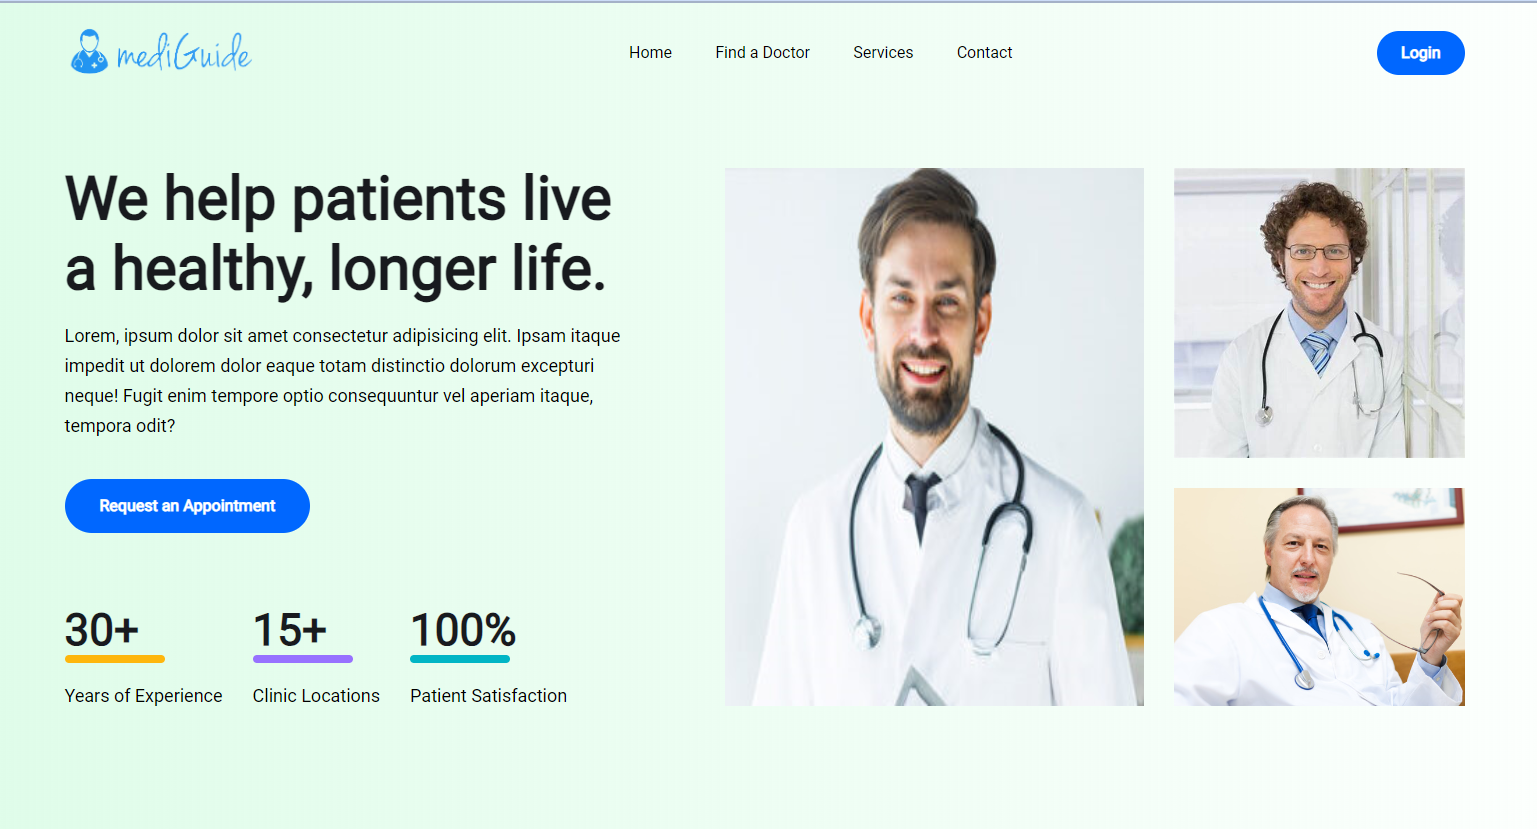 mediGuide
Home
Find a Doctor
Services
Contact
Login
We help patients live
a healthy, longer life.
Lorem, ipsum dolor sit amet consectetur adipisicing elit. Ipsam itaque
impedit ut dolorem dolor eaque totam distinctio dolorum excepturi
neque! Fugit enim tempore optio consequuntur vel aperiam itaque,
tempora odit?
Request an Appointment
30+
Years of Experience
15+
Clinic Locations
100%
Patient Satisfaction